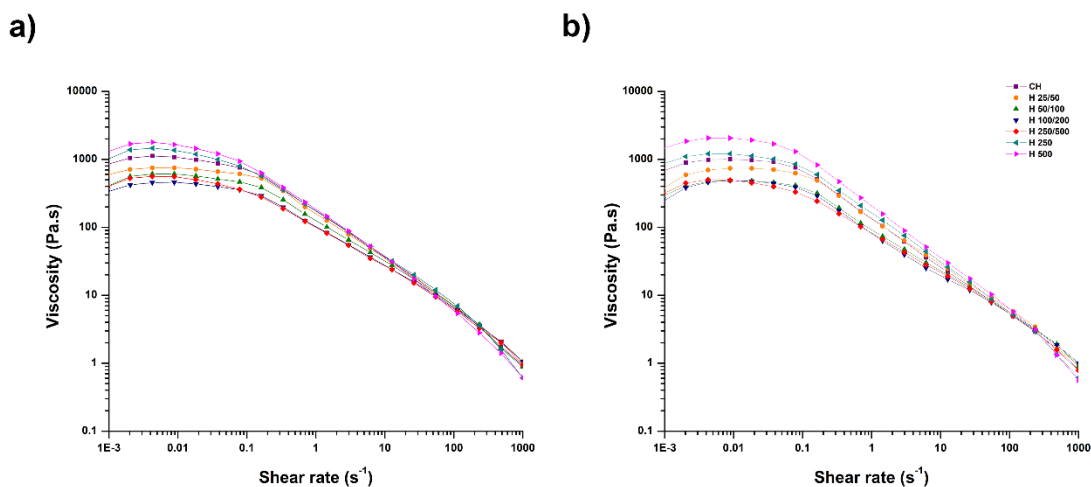 a)
10000
1000
100
10
1
0.1
Viscosity (Pa.s)
1E-3
0.01
0.1
1
10
100
1000
Shear rate (s⁻¹)
b)
10000
1000
100
10
1
0.1
Viscosity (Pa.s)
1E-3
0.01
0.1
1
10
100
1000
Shear rate (s⁻¹)
CH
H 25/50
H 50/100
H 100/200
H 250/500
H 250
H 500